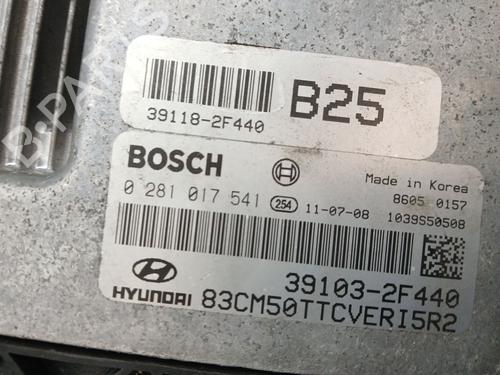 39118-2F440
B25
BOSCH
Made in Korea
8605 0157
0 281 017 541 254 11-07-08 1039S50508
39103-2F440
HYUNDAI 83CM50TTCVERI5R2
B-PARTS